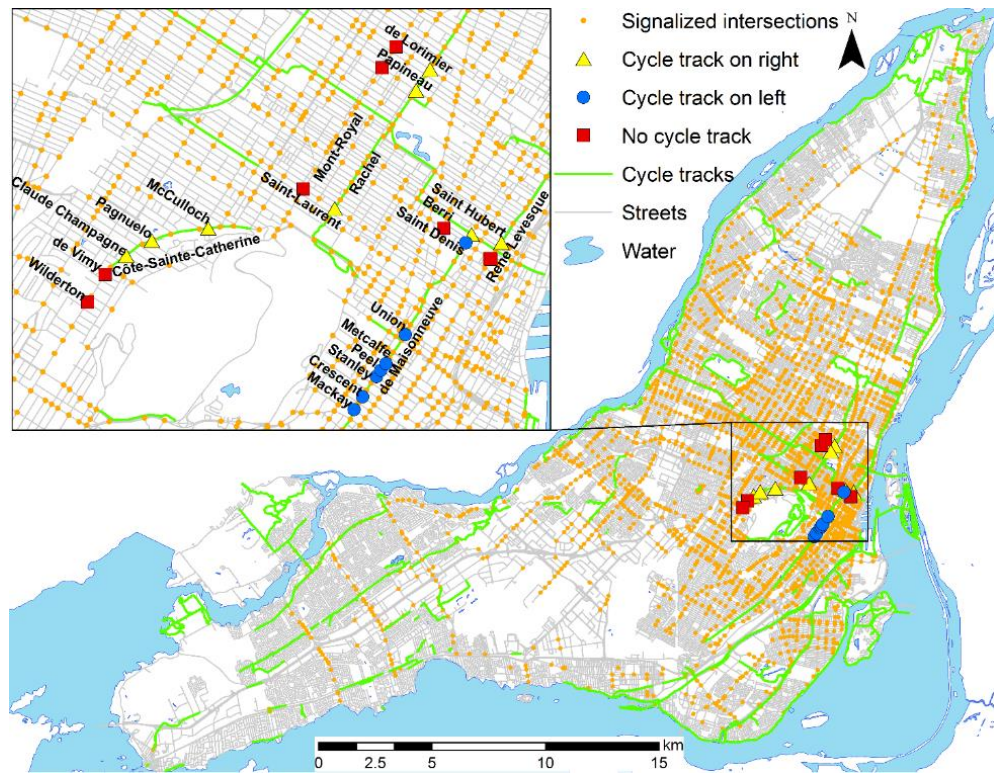 de Lorimier
Papineau
Mont-Royal
Rachel
Saint-Laurent
McCulloch
Pagnuelo
Claude Champagne
de Vimy
Côte-Sainte-Catherine
Wilderton
Saint Hubert
Berri
Saint Denis
Rene Levesque
Union
Metcalfe
Peel
Stanley
Crescent
Mackay
de Maisonneuve
Signalized intersections
N
Cycle track on right
Cycle track on left
No cycle track
Cycle tracks
Streets
Water
km
0 2.5 5 10 15